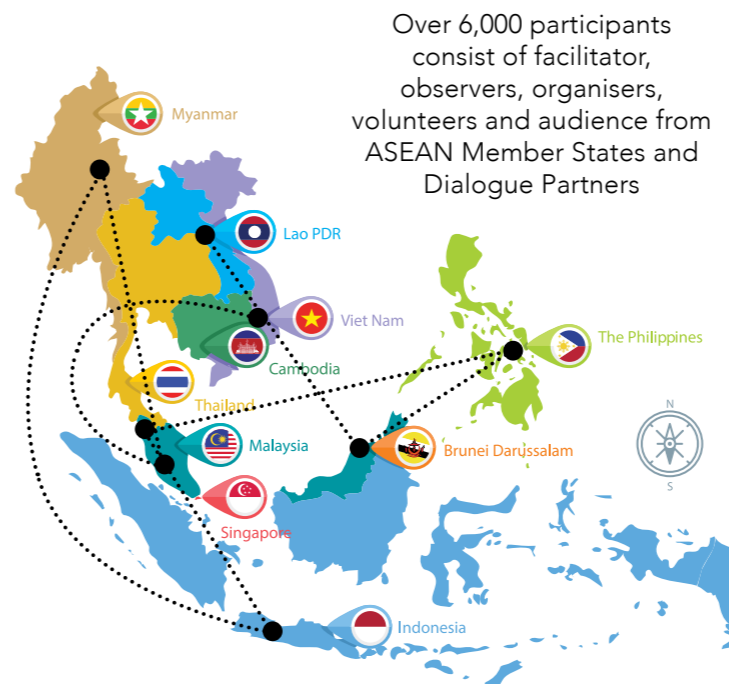 Over 6,000 participants
consist of facilitator,
observers, organisers,
volunteers and audience from
ASEAN Member States and
Dialogue Partners
Myanmar
Lao PDR
Viet Nam
The Philippines
Cambodia
Thailand
Malaysia
Brunei Darussalam
Singapore
Indonesia
N
S